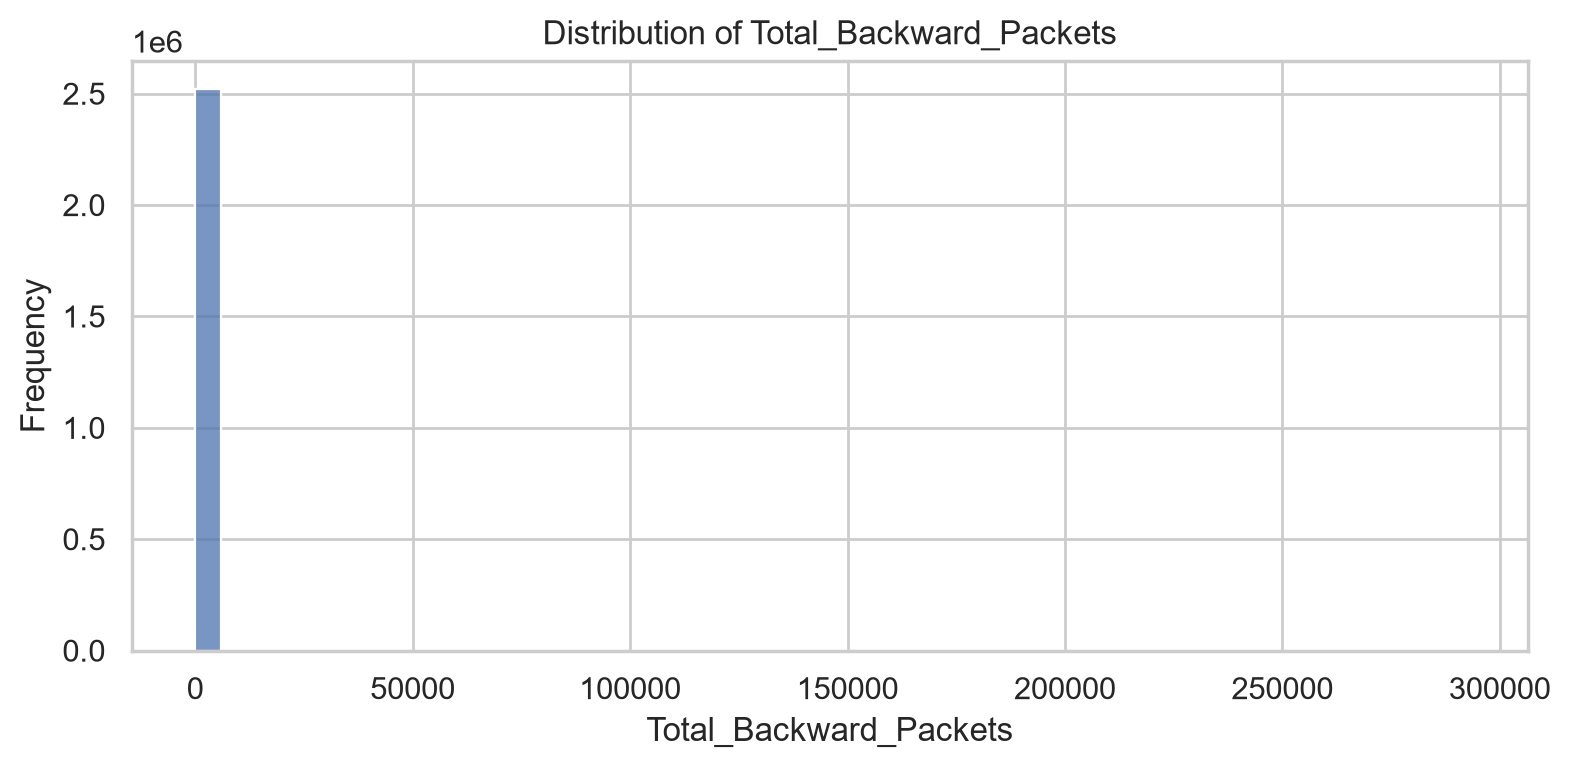 Distribution of Total_Backward_Packets
1e6
2.5
2.0
1.5
1.0
0.5
0.0
Frequency
0 50000 100000 150000 200000 250000 300000
Total_Backward_Packets